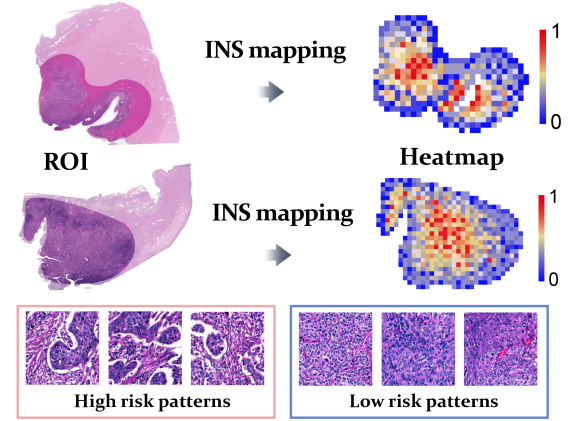 INS mapping
1
0
ROI
Heatmap
INS mapping
1
0
High risk patterns
Low risk patterns